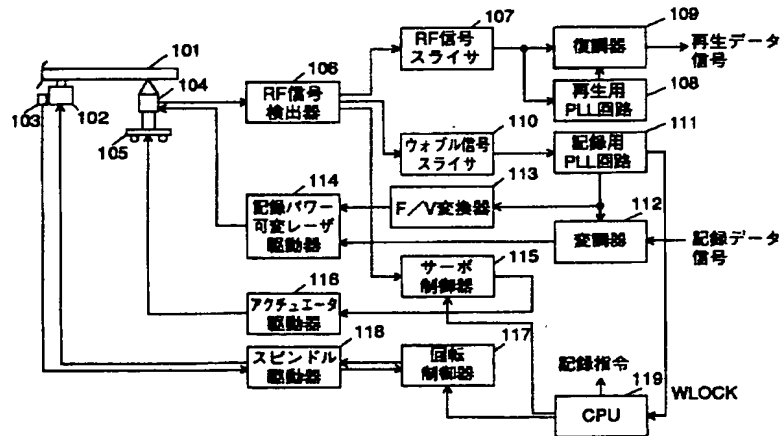 101
102
103
104
105
106
RF信号
検出器
107
RF信号
スライサ
109
復調器
再生データ
信号
108
再生用
PLL回路
110
ウォブル信号
スライサ
111
記録用
PLL回路
114
記録パワー
可変レーザ
駆動器
113
F/V変換器
112
変調器
記録データ
信号
115
サーボ
制御器
116
アクチュエータ
駆動器
118
スピンドル
駆動器
117
回転
制御器
記録指令
119
CPU
WLOCK